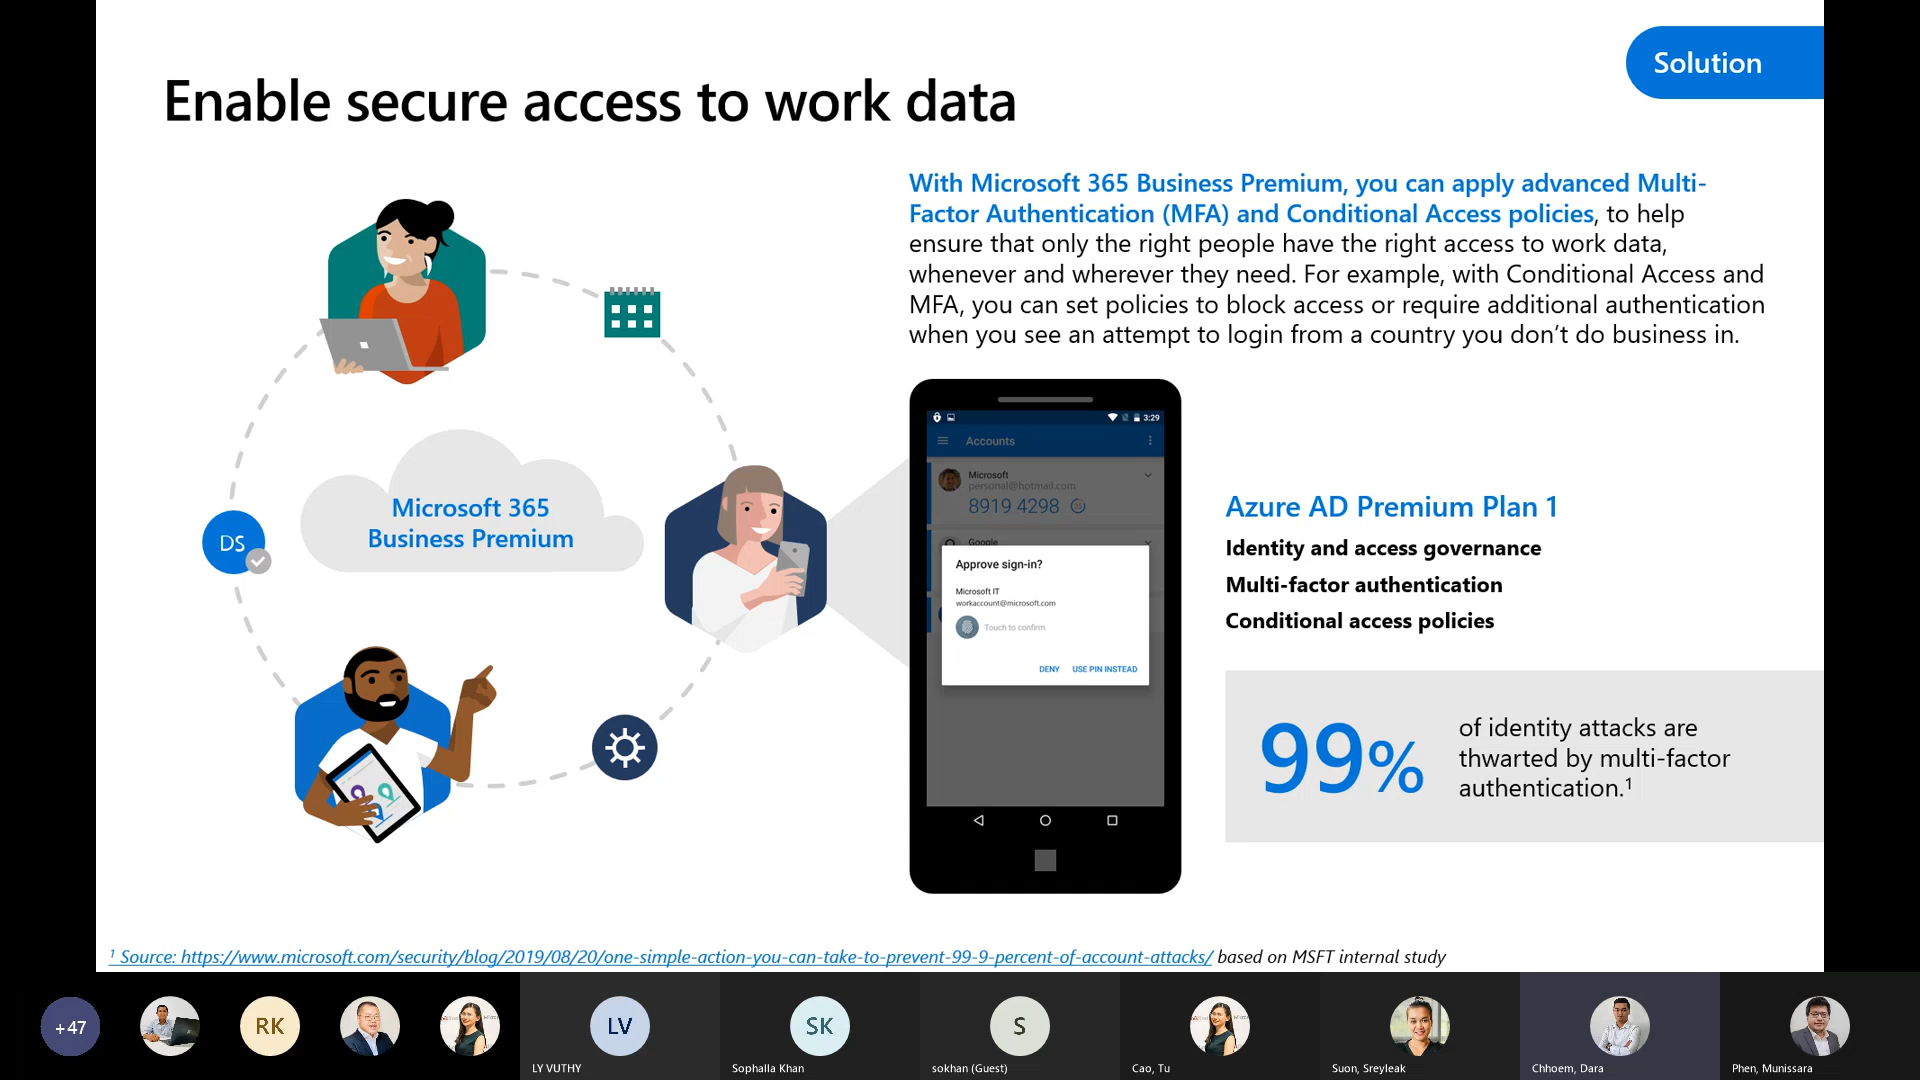 Solution
Enable secure access to work data
With Microsoft 365 Business Premium, you can apply advanced Multi-
Factor Authentication (MFA) and Conditional Access policies, to help
ensure that only the right people have the right access to work data,
whenever and wherever they need. For example, with Conditional Access and
MFA, you can set policies to block access or require additional authentication
when you see an attempt to login from a country you don’t do business in.
Microsoft 365
Business Premium
DS
3:29
Accounts
Microsoft
personal@hotmail.com
8919 4298
Google
Approve sign-in?
Microsoft IT
workaccount@microsoft.com
Touch to confirm
DENY USE PIN INSTEAD
Azure AD Premium Plan 1
Identity and access governance
Multi-factor authentication
Conditional access policies
99%
of identity attacks are
thwarted by multi-factor
authentication.¹
¹ Source: https://www.microsoft.com/security/blog/2019/08/20/one-simple-action-you-can-take-to-prevent-99-9-percent-of-account-attacks/ based on MSFT internal study
+47
RK
LV
LY VUTHY
SK
Sophalla Khan
S
sokhan (Guest)
Cao, Tu
Suon, Sreyleak
Chhoem, Dara
Phen, Munissara